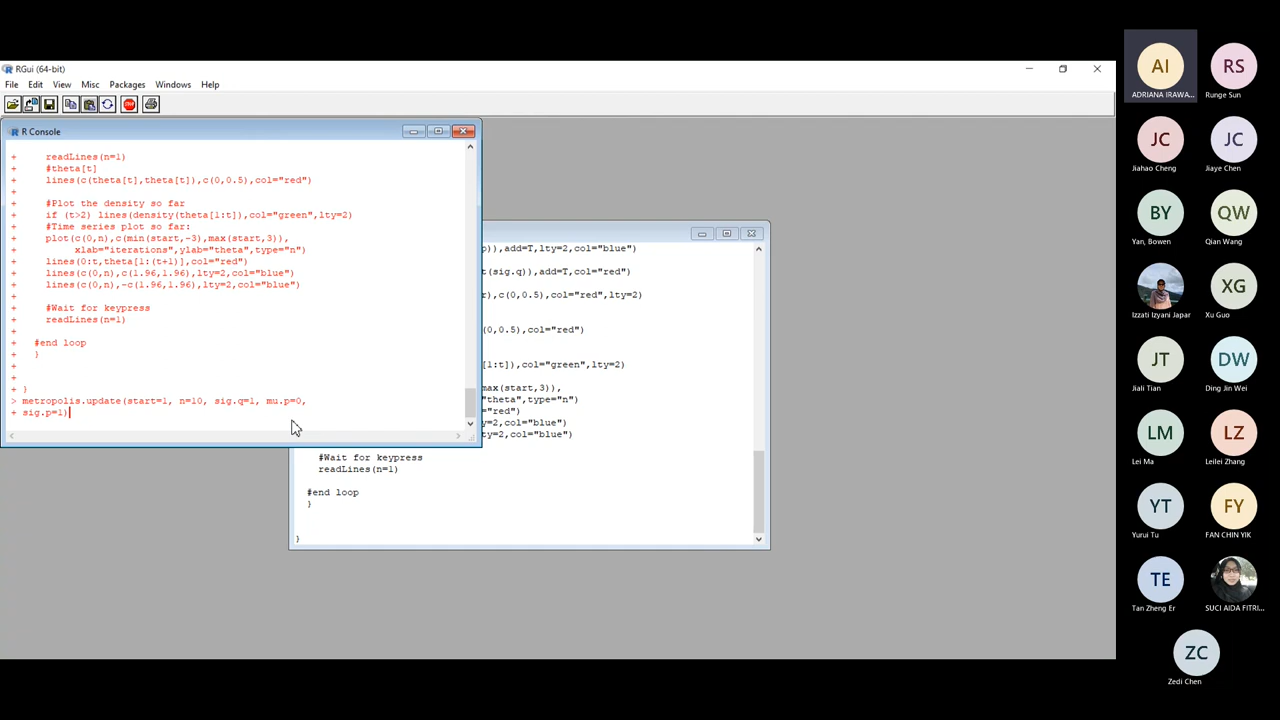 RGui (64-bit)
File Edit View Misc Packages Windows Help
R Console
+ readLines(n=1)
+ #theta[t]
+ lines(c(theta[t],theta[t]),c(0,0.5),col="red")
+
+ #Plot the density so far
+ if (t>2) lines(density(theta[1:t]),col="green",lty=2)
+ #Time series plot so far:
+ plot(c(0,n),c(min(start,-3),max(start,3)),
+ xlab="iterations",ylab="theta",type="n")
+ lines(0:t,theta[1:(t+1)],col="red")
+ lines(c(0,n),c(1.96,1.96),lty=2,col="blue")
+ lines(c(0,n),-c(1.96,1.96),lty=2,col="blue")
+
+ #Wait for keypress
+ readLines(n=1)
+
+ #end loop
+ }
+
+
+ }
> metropolis.update(start=1, n=10, sig.q=1, mu.p=0,
+ sig.p=1)
p)),add=T,lty=2,col="blue")
t(sig.q)),add=T,col="red")
r),c(0,0.5),col="red",lty=2)
(0,0.5),col="red")
[1:t]),col="green",lty=2)
max(start,3)),
"theta",type="n")
="red")
y=2,col="blue")
ty=2,col="blue")
#Wait for keypress
readLines(n=1)
#end loop
}
}
AI
ADRIANA IRAWA...
RS
Runge Sun
JC
Jiahao Cheng
JC
Jiaye Chen
BY
Yan, Bowen
QW
Qian Wang
Izzati Izyani Japar
XG
Xu Guo
JT
Jiali Tian
DW
Ding Jin Wei
LM
Lei Ma
LZ
Leilei Zhang
YT
Yurui Tu
FY
FAN CHIN YIK
TE
Tan Zheng Er
SUCI AIDA FITRI...
ZC
Zedi Chen